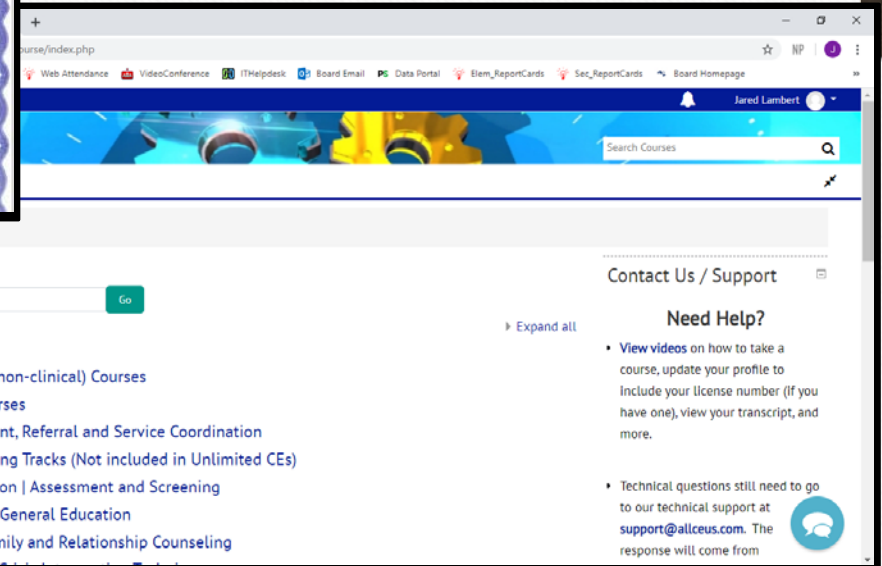 ourse/index.php
NP J
Web Attendance VideoConference ITHelpdesk Board Email PS Data Portal Elem_ReportCards Sec_ReportCards Board Homepage »
Jared Lambert
Search Courses
Contact Us / Support
Go
Need Help?
Expand all
• View videos on how to take a
course, update your profile to
include your license number (if you
have one), view your transcript, and
more.
non-clinical) Courses
rses
nt, Referral and Service Coordination
ng Tracks (Not included in Unlimited CEs)
on | Assessment and Screening
General Education
mily and Relationship Counseling
• Technical questions still need to go
to our technical support at
support@allceus.com. The
response will come from